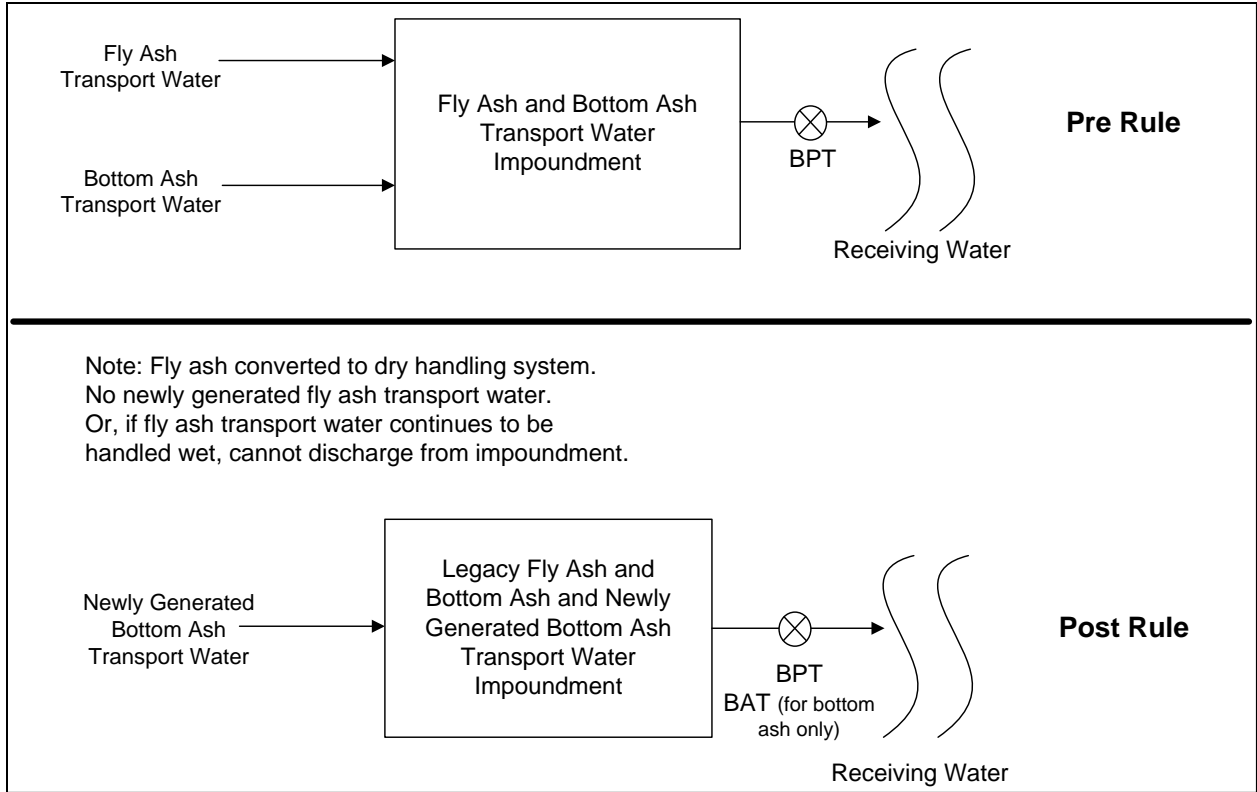 Fly Ash
Transport Water
Bottom Ash
Transport Water
Fly Ash and Bottom Ash
Transport Water
Impoundment
BPT
Receiving Water
Pre Rule
Note: Fly ash converted to dry handling system.
No newly generated fly ash transport water.
Or, if fly ash transport water continues to be
handled wet, cannot discharge from impoundment.
Newly Generated
Bottom Ash
Transport Water
Legacy Fly Ash and
Bottom Ash and Newly
Generated Bottom Ash
Transport Water
Impoundment
BPT
BAT (for bottom
ash only)
Receiving Water
Post Rule